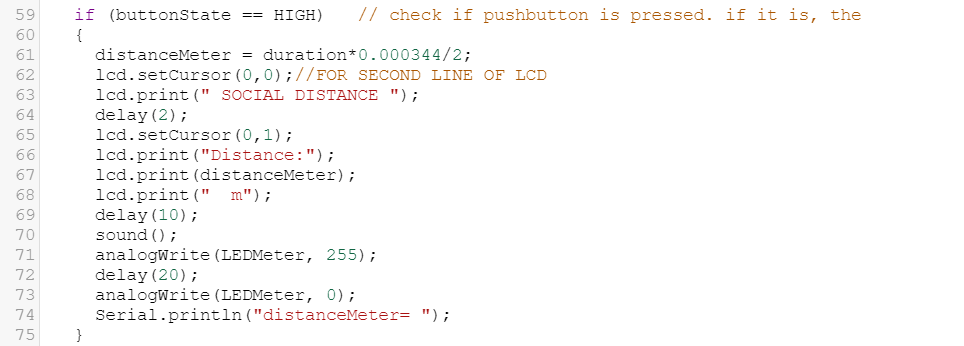 59 if (buttonState == HIGH) // check if pushbutton is pressed. if it is, the
60 {
61 distanceMeter = duration*0.000344/2;
62 lcd.setCursor(0,0);//FOR SECOND LINE OF LCD
63 lcd.print(" SOCIAL DISTANCE ");
64 delay(2);
65 lcd.setCursor(0,1);
66 lcd.print("Distance:");
67 lcd.print(distanceMeter);
68 lcd.print("  m");
69 delay(10);
70 sound();
71 analogWrite(LEDMeter, 255);
72 delay(20);
73 analogWrite(LEDMeter, 0);
74 Serial.println("distanceMeter= ");
75 }